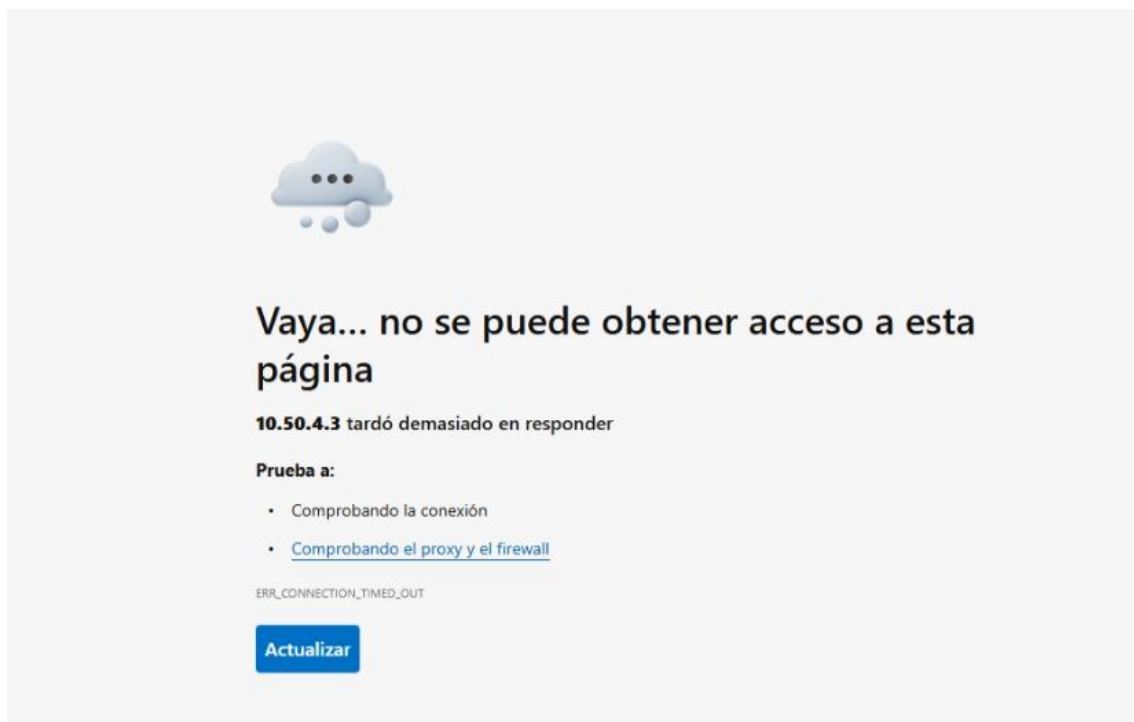 Vaya... no se puede obtener acceso a esta
página
10.50.4.3 tardó demasiado en responder
Prueba a:
• Comprobando la conexión
• Comprobando el proxy y el firewall
ERR_CONNECTION_TIMED_OUT
Actualizar